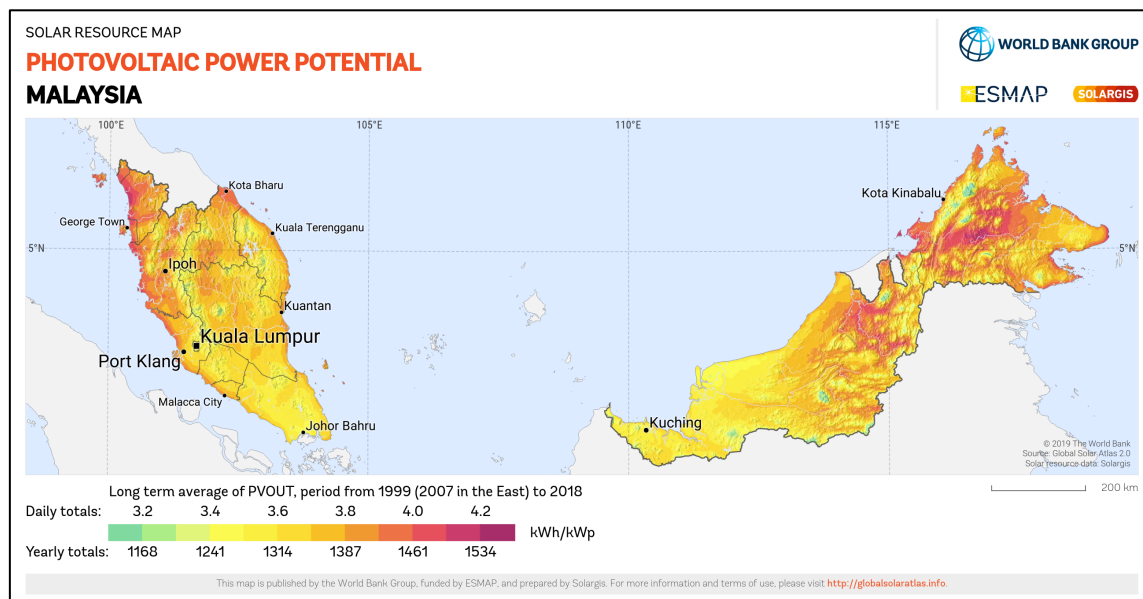 SOLAR RESOURCE MAP
PHOTOVOLTAIC POWER POTENTIAL
MALAYSIA
WORLD BANK GROUP
ESMAP
SOLARGIS
100°E
105°E
110°E
115°E
Kota Bharu
Kota Kinabalu
George Town
Kuala Terengganu
5°N
5°N
Ipoh
Kuantan
Kuala Lumpur
Port Klang
Malacca City
Johor Bahru
Kuching
© 2019 The World Bank
Source: Global Solar Atlas 2.0
Solar resource data: Solargis
200 km
Long term average of PVOUT, period from 1999 (2007 in the East) to 2018
Daily totals: 3.2 3.4 3.6 3.8 4.0 4.2
kWh/kWp
Yearly totals: 1168 1241 1314 1387 1461 1534
This map is published by the World Bank Group, funded by ESMAP, and prepared by Solargis. For more information and terms of use, please visit http://globalsolaratlas.info.